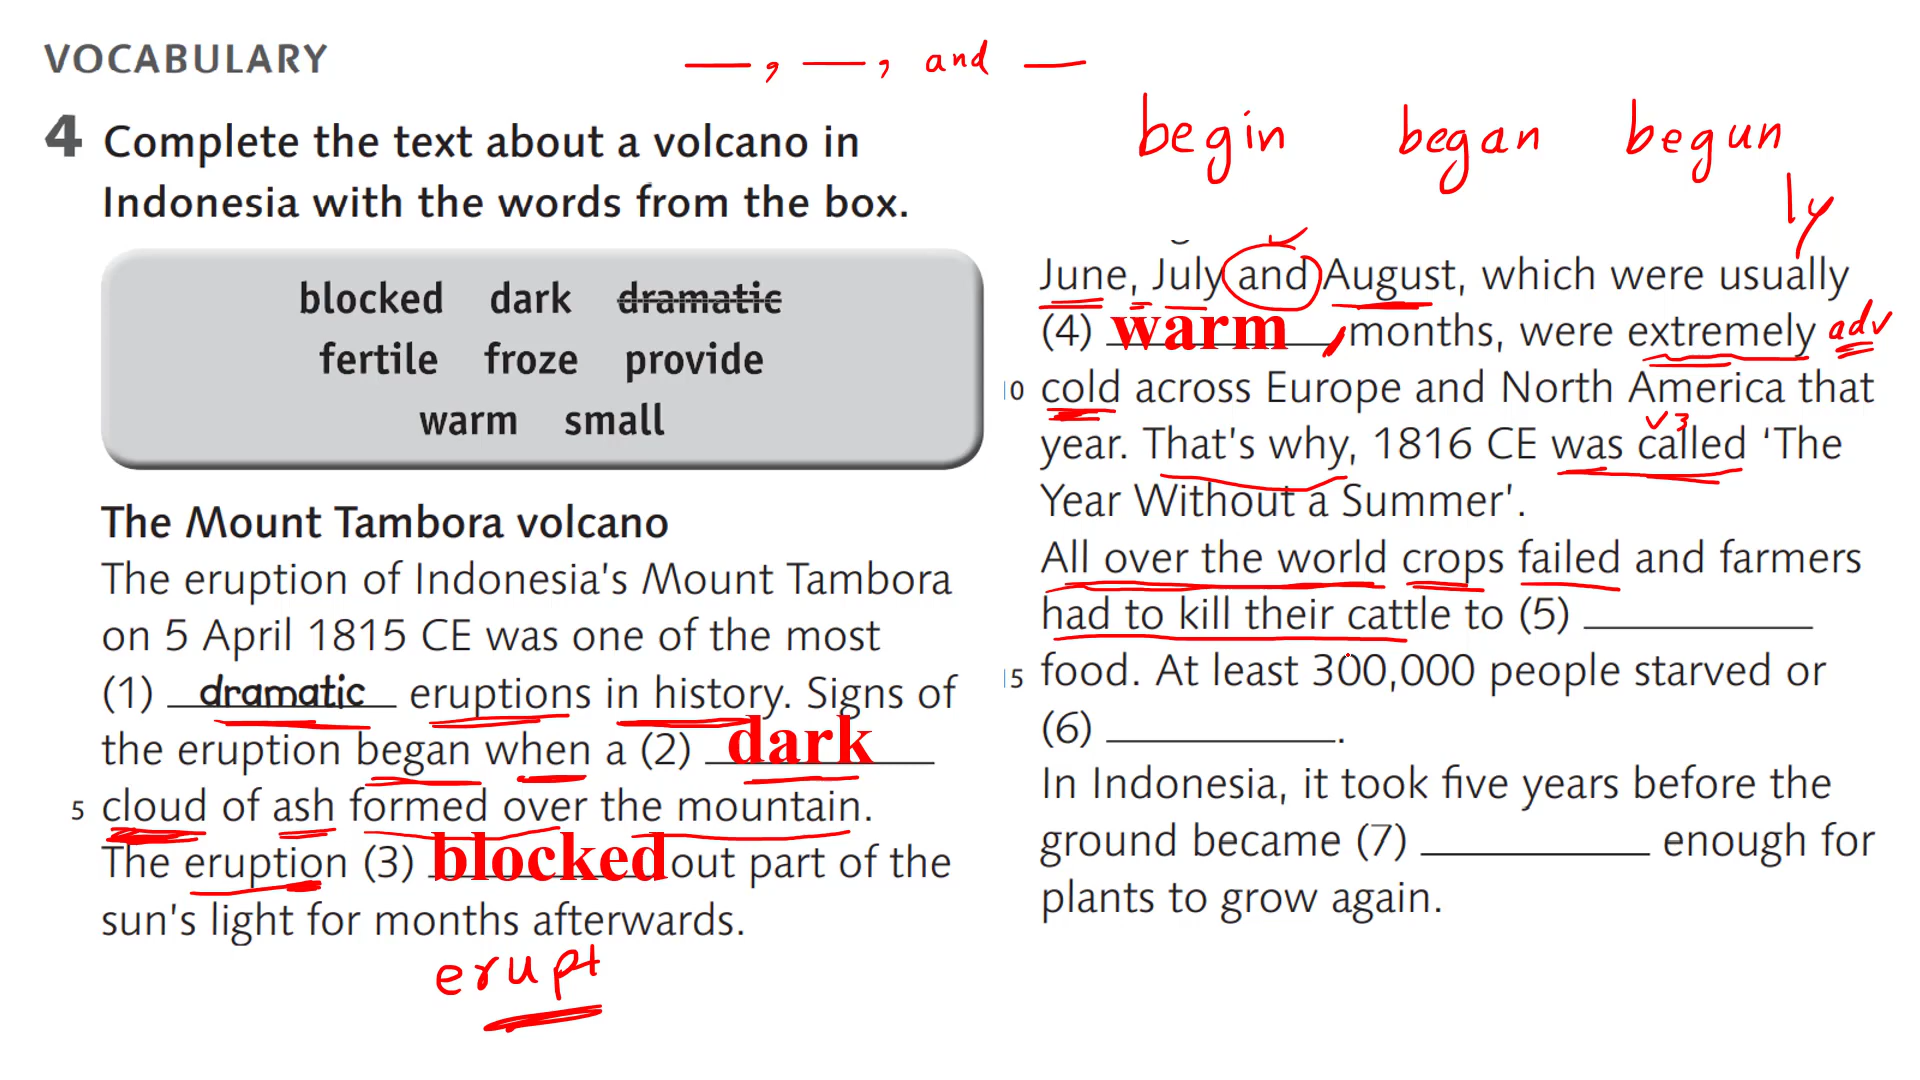 VOCABULARY
__, __, and __
begin began begun
ly
4 Complete the text about a volcano in
Indonesia with the words from the box.
blocked dark dramatic
fertile froze provide
warm small
The Mount Tambora volcano
The eruption of Indonesia's Mount Tambora
on 5 April 1815 CE was one of the most
(1) dramatic eruptions in history. Signs of
the eruption began when a (2) dark
5 cloud of ash formed over the mountain.
The eruption (3) blocked out part of the
sun's light for months afterwards.
erupt
June, July and August, which were usually
(4) warm, months, were extremely adv
10 cold across Europe and North America that
v3
year. That's why, 1816 CE was called 'The
Year Without a Summer'.
All over the world crops failed and farmers
had to kill their cattle to (5) __________
15 food. At least 300,000 people starved or
(6) __________.
In Indonesia, it took five years before the
ground became (7) __________ enough for
plants to grow again.